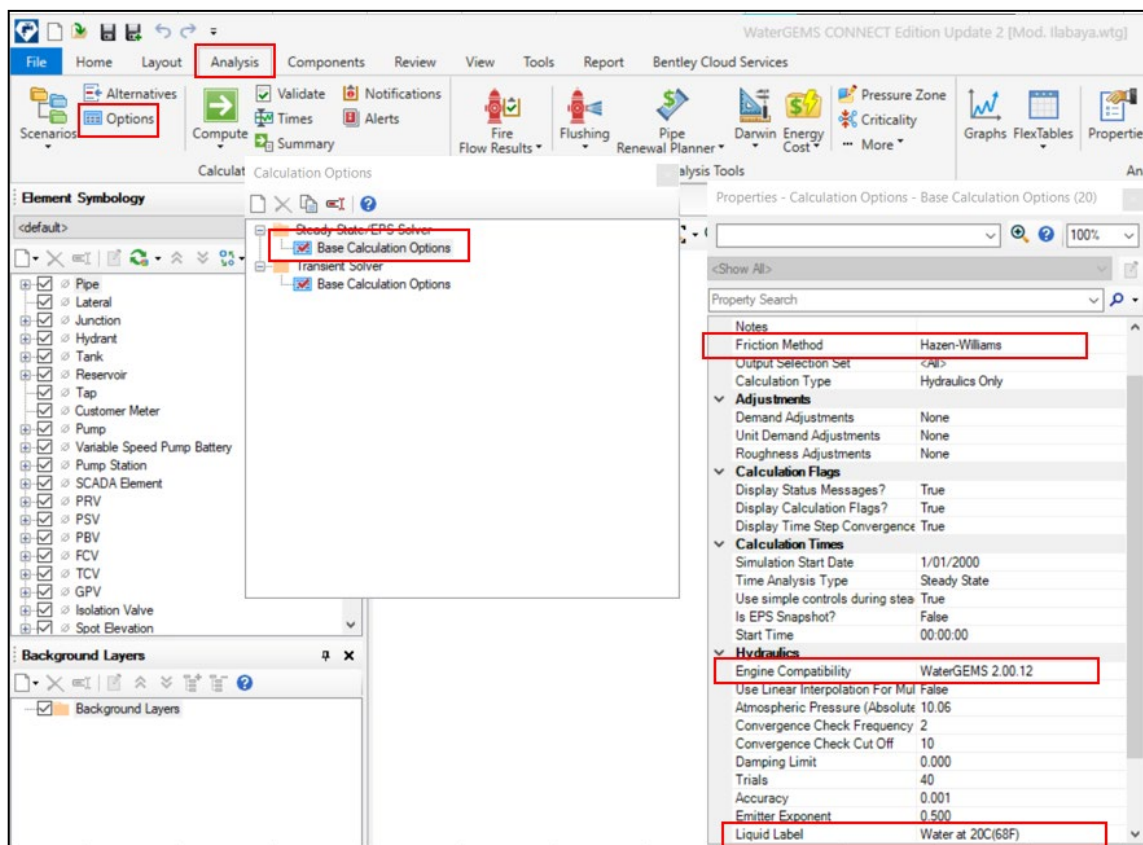 WaterGEMS CONNECT Edition Update 2 [Mod. Ilabaya.wtg]
File Home Layout Analysis Components Review View Tools Report Bentley Cloud Services
Scenarios
Alternatives
Options
Compute
Validate
Times
Summary
Notifications
Alerts
Fire
Flow Results
Flushing
Pipe
Renewal Planner
Darwin
Energy
Cost
Pressure Zone
Criticality
More
Graphs
FlexTables
Propertie
Calculat
alysis Tools
An
Element Symbology
<default>
Pipe
Lateral
Junction
Hydrant
Tank
Reservoir
Tap
Customer Meter
Pump
Variable Speed Pump Battery
Pump Station
SCADA Element
PRV
PSV
PBV
FCV
TCV
GPV
Isolation Valve
Spot Elevation
Background Layers
Background Layers
Calculation Options
Steady State/EPS Solver
Base Calculation Options
Transient Solver
Base Calculation Options
Properties - Calculation Options - Base Calculation Options (20)
100%
<Show All>
Property Search
Notes
Friction Method Hazen-Williams
Output Selection Set <All>
Calculation Type Hydraulics Only
Adjustments
Demand Adjustments None
Unit Demand Adjustments None
Roughness Adjustments None
Calculation Flags
Display Status Messages? True
Display Calculation Flags? True
Display Time Step Convergence True
Calculation Times
Simulation Start Date 1/01/2000
Time Analysis Type Steady State
Use simple controls during stea True
Is EPS Snapshot? False
Start Time 00:00:00
Hydraulics
Engine Compatibility WaterGEMS 2.00.12
Use Linear Interpolation For Mul False
Atmospheric Pressure (Absolute 10.06
Convergence Check Frequency 2
Convergence Check Cut Off 10
Damping Limit 0.000
Trials 40
Accuracy 0.001
Emitter Exponent 0.500
Liquid Label Water at 20C(68F)